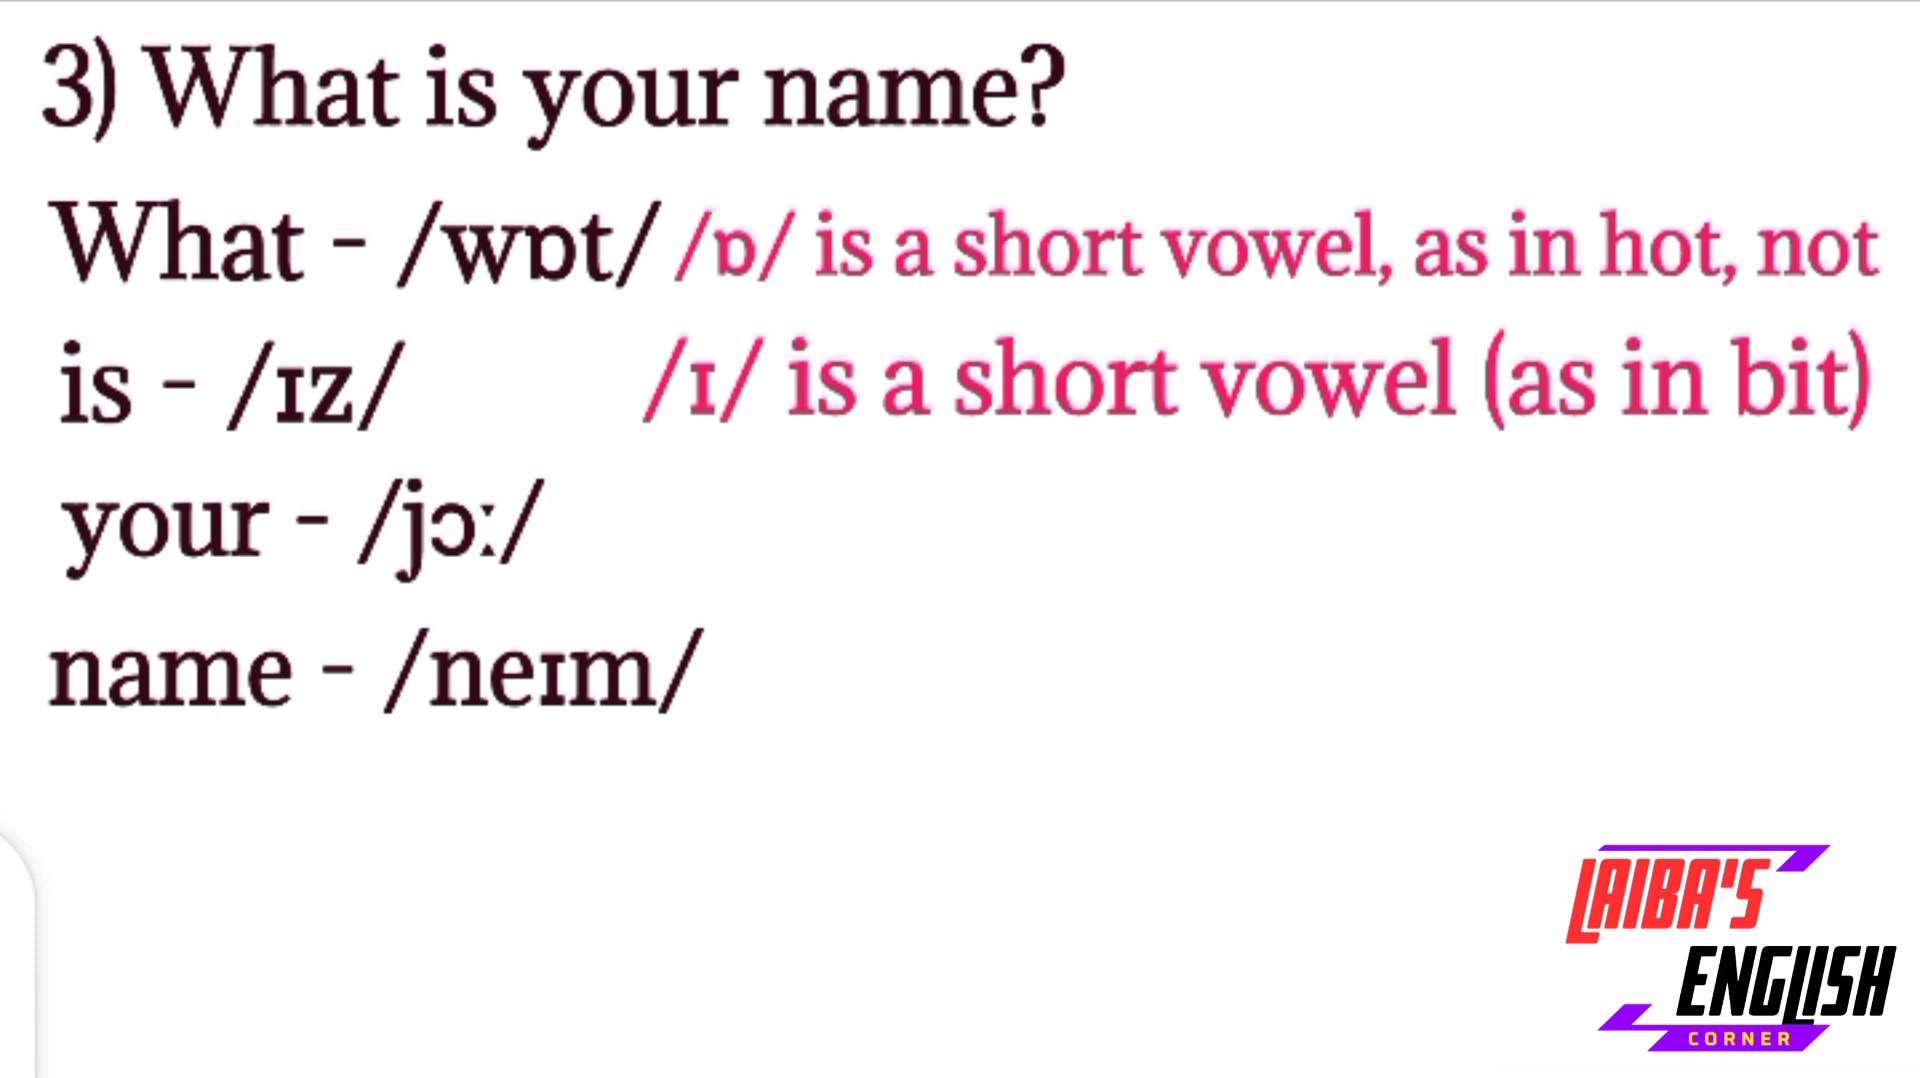 3) What is your name?
What - /wɒt/ /ɒ/ is a short vowel, as in hot, not
is - /ɪz/ /ɪ/ is a short vowel (as in bit)
your - /jɔː/
name - /neɪm/
LAIBA'S
ENGLISH
CORNER